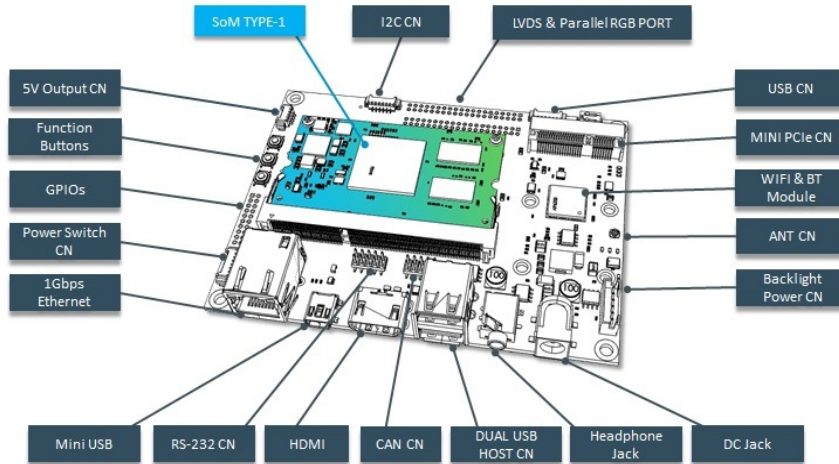 SoM TYPE-1
I2C CN
LVDS & Parallel RGB PORT
5V Output CN
Function
Buttons
GPIOs
Power Switch
CN
1Gbps
Ethernet
USB CN
MINI PCIe CN
WIFI & BT
Module
ANT CN
Backlight
Power CN
Mini USB
RS-232 CN
HDMI
CAN CN
DUAL USB
HOST CN
Headphone
Jack
DC Jack